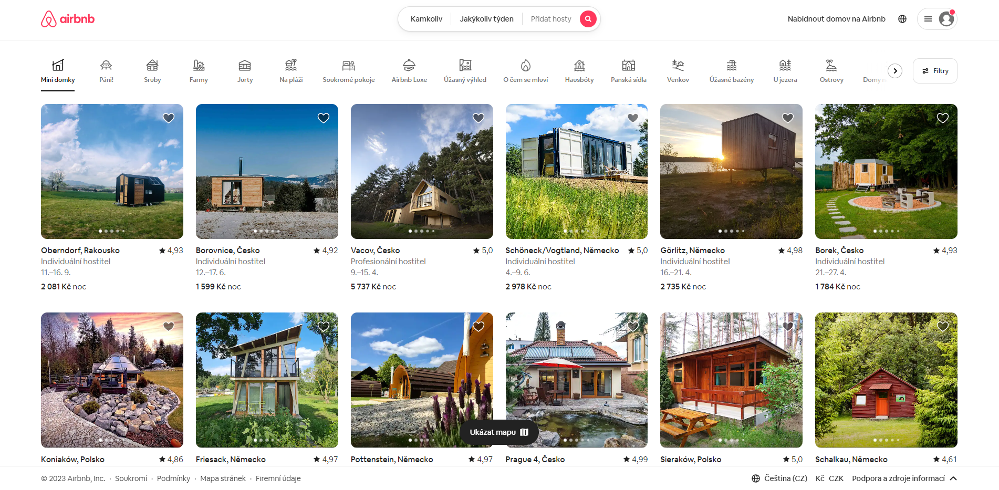 airbnb
Kamkoliv
Jakýkoliv týden
Přidat hosty
Nabídnout domov na Airbnb
Mini domky
Páni!
Sruby
Farmy
Jurty
Na pláži
Soukromé pokoje
Airbnb Luxe
Úžasný výhled
O čem se mluví
Hausbóty
Panská sídla
Venkov
Úžasné bazény
U jezera
Ostrovy
Domy
Filtry
Oberndorf, Rakousko 4,93
Individuální hostitel
11.–16. 9.
2 081 Kč noc
Borovnice, Česko 4,92
Individuální hostitel
12.–17. 6.
1 599 Kč noc
Vacov, Česko 5,0
Profesionální hostitel
9.–15. 4.
5 737 Kč noc
Schöneck/Vogtland, Německo 5,0
Individuální hostitel
4.–9. 6.
2 978 Kč noc
Görlitz, Německo 4,98
Individuální hostitel
16.–21. 4.
2 735 Kč noc
Borek, Česko 4,93
Individuální hostitel
21.–27. 4.
1 784 Kč noc
Ukázat mapu
Koniaków, Polsko 4,86
Friesack, Německo 4,97
Pottenstein, Německo 4,97
Prague 4, Česko 4,99
Sieraków, Polsko 5,0
Schalkau, Německo 4,61
© 2023 Airbnb, Inc. · Soukromí · Podmínky · Mapa stránek · Firemní údaje
Čeština (CZ) Kč CZK Podpora a zdroje informací